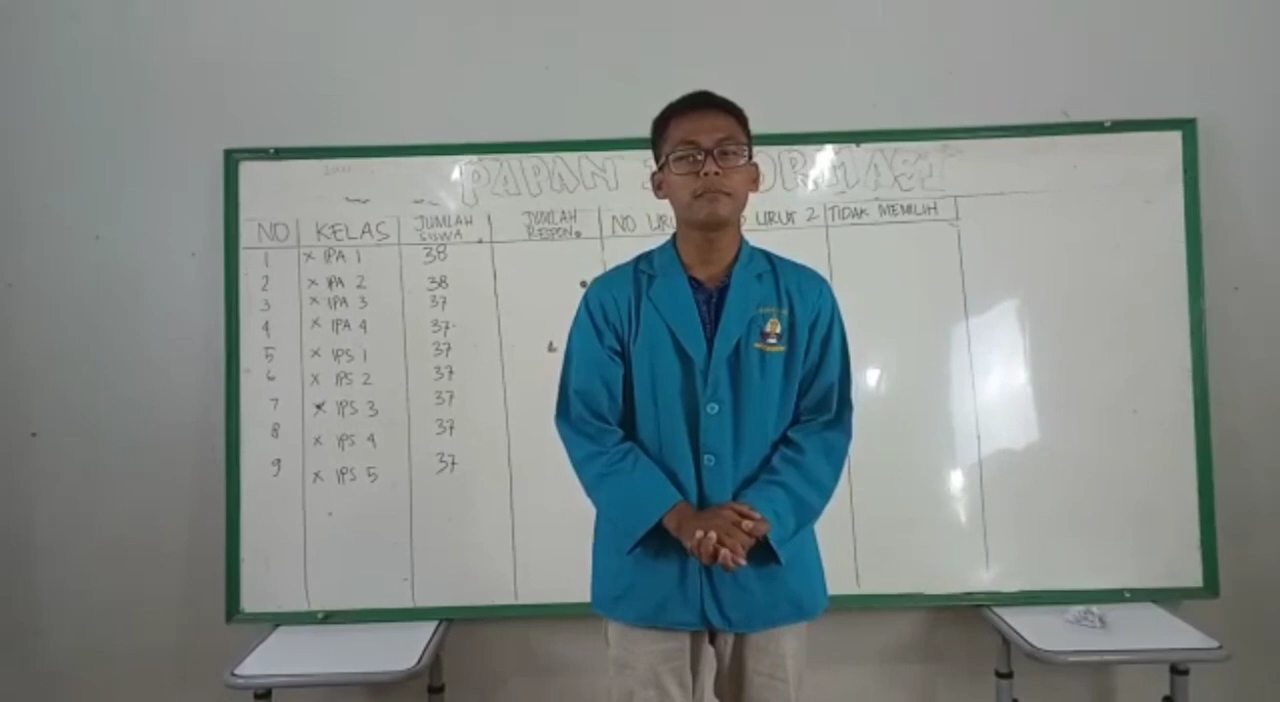 PAPAN ORMASI
NO KELAS JUMLAH SISWA JUMLAH RESPON. NO URU URUT 2 TIDAK MEMILIH
1 X IPA 1 38
2 X IPA 2 38
3 X IPA 3 37
4 X IPA 4 37
5 X IPS 1 37
6 X IPS 2 37
7 X IPS 3 37
8 X IPS 4 37
9 X IPS 5 37